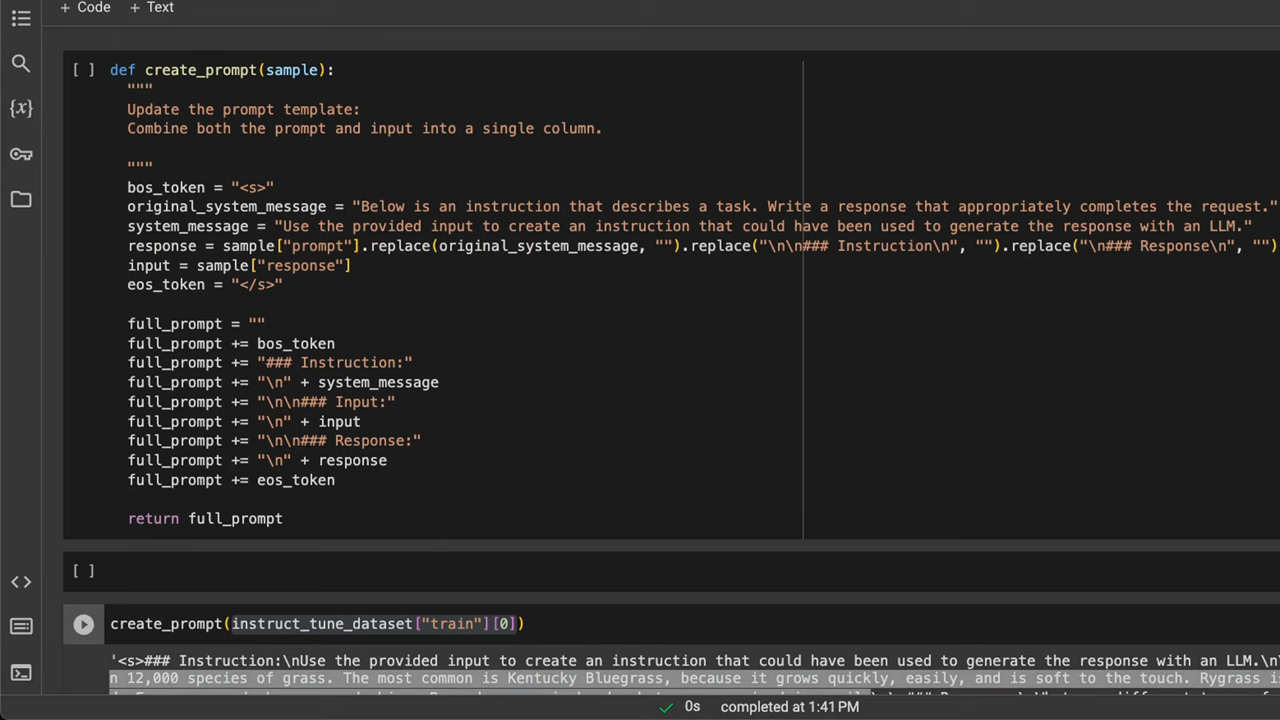 + Code + Text
[ ] def create_prompt(sample):
"""
Update the prompt template:
Combine both the prompt and input into a single column.
"""
bos_token = "<s>"
original_system_message = "Below is an instruction that describes a task. Write a response that appropriately completes the request."
system_message = "Use the provided input to create an instruction that could have been used to generate the response with an LLM."
response = sample["prompt"].replace(original_system_message, "").replace("\n\n### Instruction\n", "").replace("\n### Response\n", "")
input = sample["response"]
eos_token = "</s>"
full_prompt = ""
full_prompt += bos_token
full_prompt += "### Instruction:"
full_prompt += "\n" + system_message
full_prompt += "\n\n### Input:"
full_prompt += "\n" + input
full_prompt += "\n\n### Response:"
full_prompt += "\n" + response
full_prompt += eos_token
return full_prompt
[ ]
create_prompt(instruct_tune_dataset["train"][0])
'<s>### Instruction:\nUse the provided input to create an instruction that could have been used to generate the response with an LLM.\n
n 12,000 species of grass. The most common is Kentucky Bluegrass, because it grows quickly, easily, and is soft to the touch. Rygrass is
0s completed at 1:41 PM